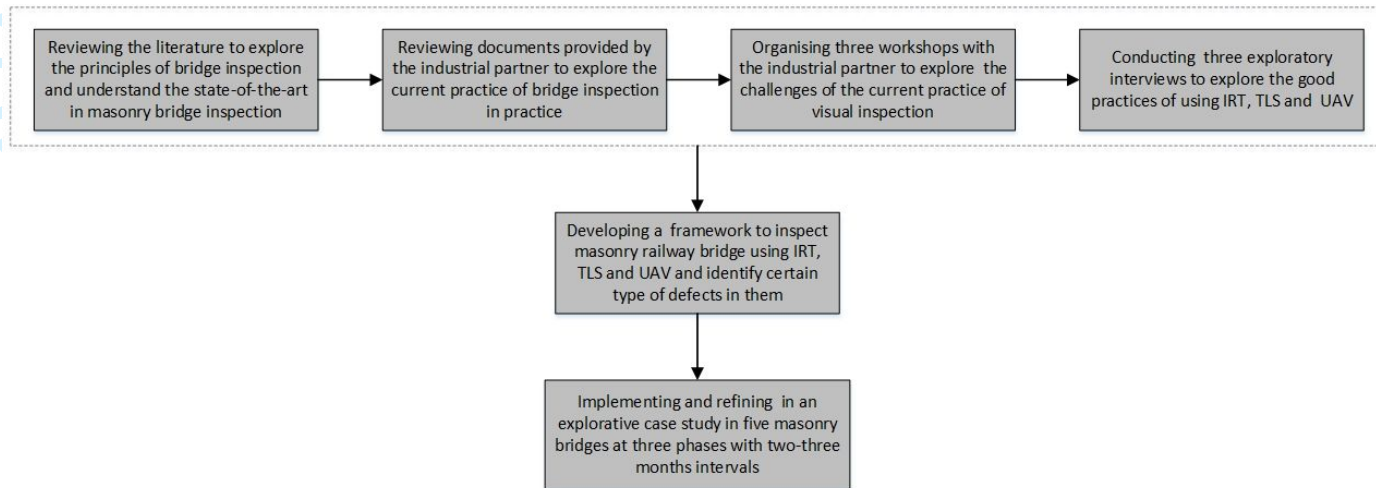 Reviewing the literature to explore
the principles of bridge inspection
and understand the state-of-the-art
in masonry bridge inspection
Reviewing documents provided by
the industrial partner to explore the
current practice of bridge inspection
in practice
Organising three workshops with
the industrial partner to explore the
challenges of the current practice of
visual inspection
Conducting three exploratory
interviews to explore the good
practices of using IRT, TLS and UAV
Developing a framework to inspect
masonry railway bridge using IRT,
TLS and UAV and identify certain
type of defects in them
Implementing and refining in an
explorative case study in five masonry
bridges at three phases with two-three
months intervals